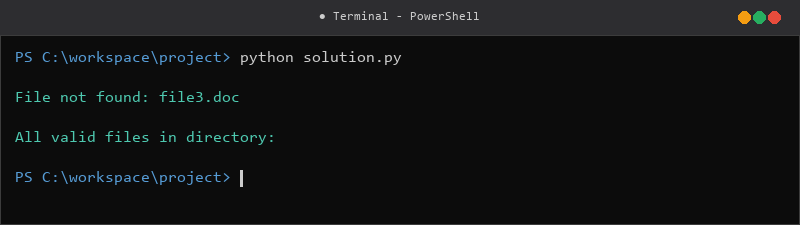 ● Terminal - PowerShell
PS C:\workspace\project> python solution.py
File not found: file3.doc
All valid files in directory:
PS C:\workspace\project>